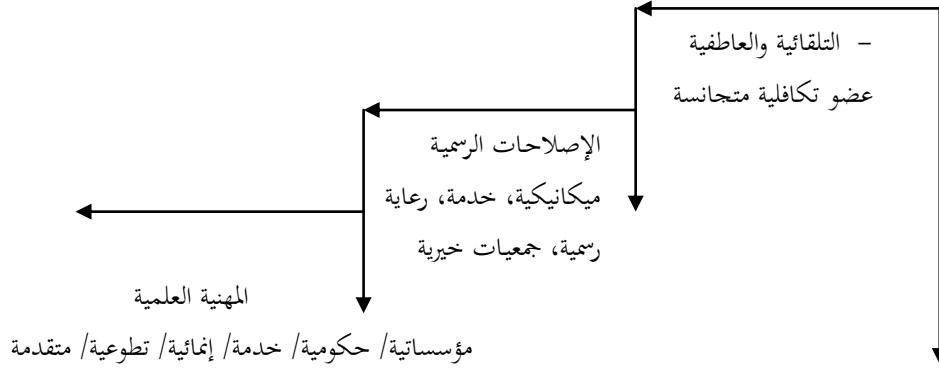 – التلقائية والعاطفية
عضو تكافلية متجانسة
الإصلاحات الرسمية
ميكانيكية، خدمة، رعاية
رسمية، جمعيات خيرية
المهنية العلمية
مؤسساتية/ حكومية/ خدمة/ إنمائية/ تطوعية/ متقدمة